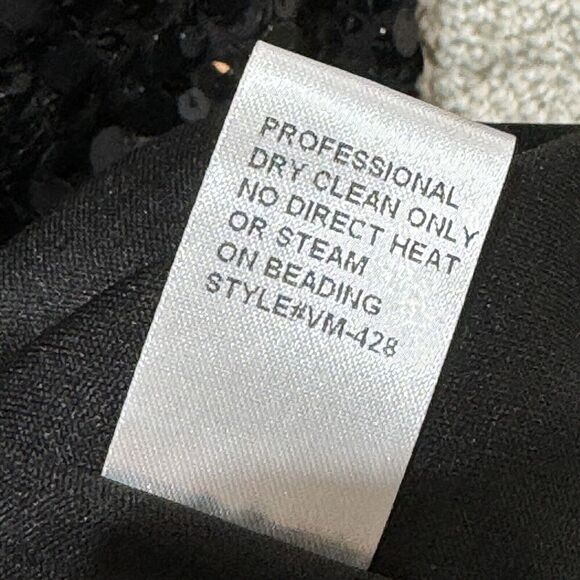 PROFESSIONAL
DRY CLEAN ONLY
NO DIRECT HEAT
OR STEAM
ON BEADING
STYLE#VM-428